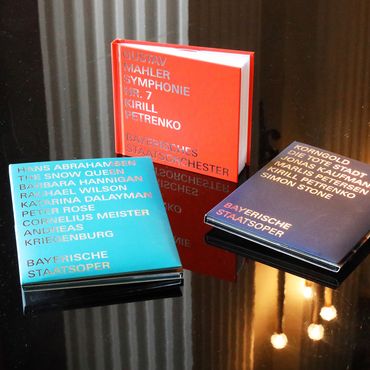 GUSTAV
MAHLER
SYMPHONIE
NR. 7
KIRILL
PETRENKO
BAYERISCHES
STAATSORCHESTER
HANS ABRAHAMSEN
THE SNOW QUEEN
BARBARA HANNIGAN
RACHAEL WILSON
KATARINA DALAYMAN
PETER ROSE
CORNELIUS MEISTER
ANDREAS
KRIEGENBURG
BAYERISCHE
STAATSOPER
KORNGOLD
DIE TOTE STADT
JONAS KAUFMANN
MARLIS PETERSEN
KIRILL PETRENKO
SIMON STONE
BAYERISCHE
STAATSOPER